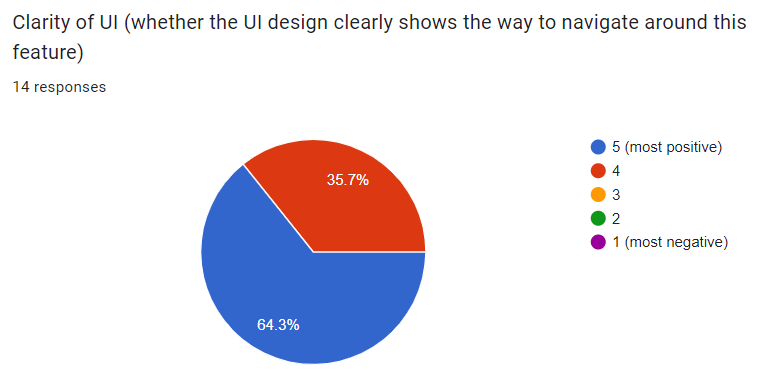 Clarity of UI (whether the UI design clearly shows the way to navigate around this
feature)
14 responses
35.7%
64.3%
5 (most positive)
4
3
2
1 (most negative)